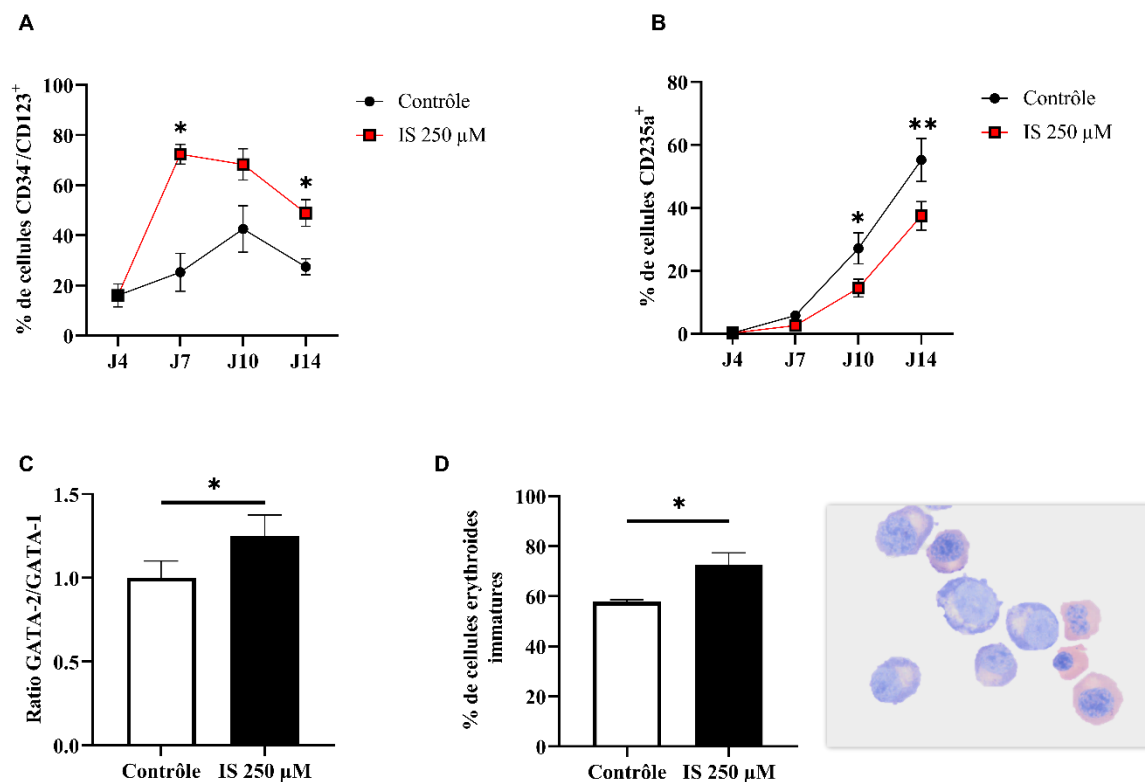 A
% de cellules CD34⁻/CD123⁺
100
80
60
40
20
0
J4 J7 J10 J14
* *
Contrôle
IS 250 µM
B
% de cellules CD235a⁺
80
60
40
20
0
J4 J7 J10 J14
* **
Contrôle
IS 250 µM
C
Ratio GATA-2/GATA-1
1.5
1.0
0.5
0.0
*
Contrôle IS 250 µM
D
% de cellules erythroides
immatures
100
80
60
40
20
0
*
Contrôle IS 250 µM